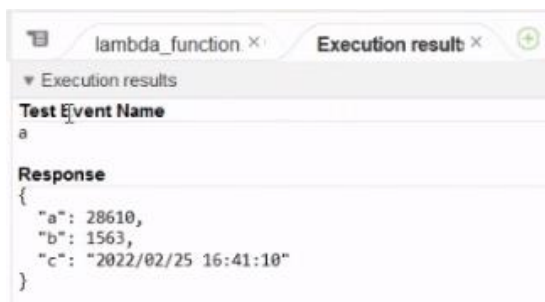 lambda_function ×
Execution result ×
▼ Execution results
Test Event Name
a
Response
{
"a": 28610,
"b": 1563,
"c": "2022/02/25 16:41:10"
}